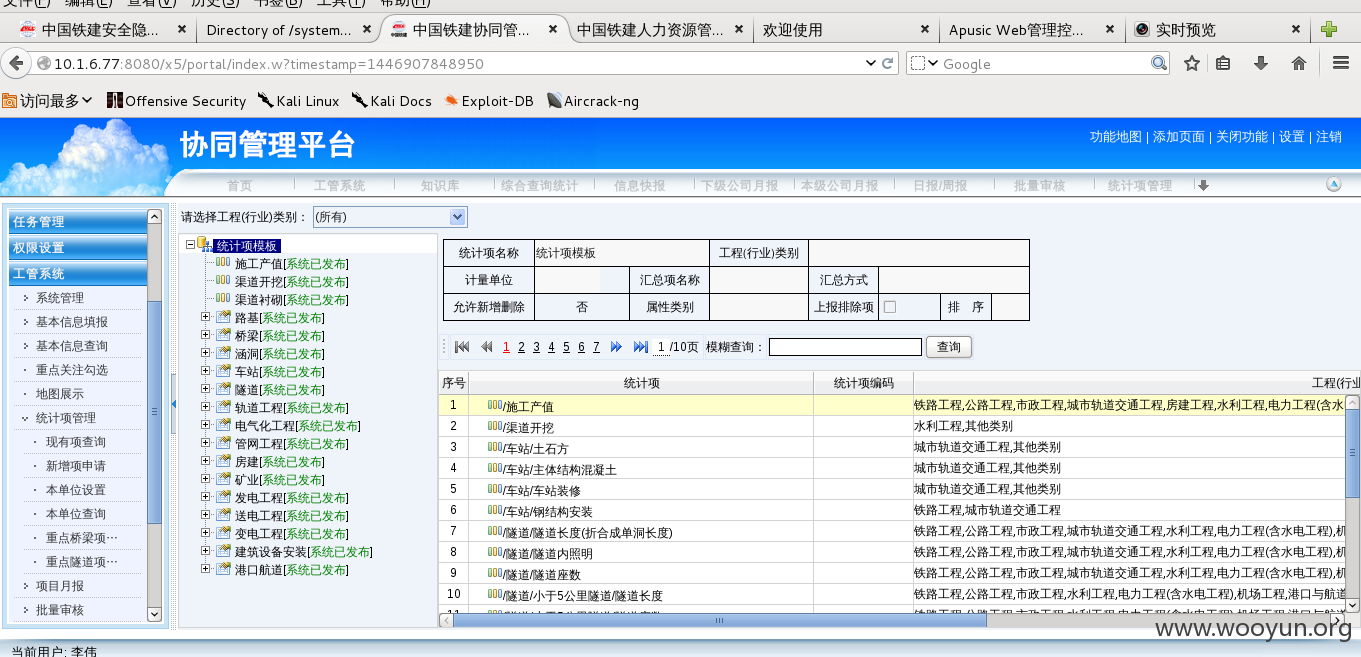 文件(F) 编辑(E) 查看(V) 历史(S) 书签(B) 工具(T) 帮助(H)
中国铁建安全隐... Directory of /system... 中国铁建协同管... 中国铁建人力资源管... 欢迎使用 Apusic Web管理控... 实时预览
10.1.6.77:8080/x5/portal/index.w?timestamp=1446907848950 Google
访问最多 Offensive Security Kali Linux Kali Docs Exploit-DB Aircrack-ng
协同管理平台
功能地图 | 添加页面 | 关闭功能 | 设置 | 注销
首页 工管系统 知识库 综合查询统计 信息快报 下级公司月报 本级公司月报 日报/周报 批量审核 统计项管理
任务管理
权限设置
工管系统
系统管理
基本信息填报
基本信息查询
重点关注勾选
地图展示
统计项管理
现有项查询
新增项申请
本单位设置
本单位查询
重点桥梁项…
重点隧道项…
项目月报
批量审核
请选择工程(行业)类别： (所有)
统计项模板
施工产值[系统已发布]
渠道开挖[系统已发布]
渠道衬砌[系统已发布]
路基[系统已发布]
桥梁[系统已发布]
涵洞[系统已发布]
车站[系统已发布]
隧道[系统已发布]
轨道工程[系统已发布]
电气化工程[系统已发布]
管网工程[系统已发布]
房建[系统已发布]
矿业[系统已发布]
发电工程[系统已发布]
送电工程[系统已发布]
变电工程[系统已发布]
建筑设备安装[系统已发布]
港口航道[系统已发布]
统计项名称 统计项模板 工程(行业)类别
计量单位 汇总项名称 汇总方式
允许新增删除 否 属性类别 上报排除项 排 序
1 2 3 4 5 6 7 1 /10页 模糊查询： 查询
序号 统计项 统计项编码 工程(行业
1 /施工产值 铁路工程,公路工程,市政工程,城市轨道交通工程,房建工程,水利工程,电力工程(含水
2 /渠道开挖 水利工程,其他类别
3 /车站/土石方 城市轨道交通工程,其他类别
4 /车站/主体结构混凝土 城市轨道交通工程,其他类别
5 /车站/车站装修 城市轨道交通工程,其他类别
6 /车站/钢结构安装 铁路工程,城市轨道交通工程
7 /隧道/隧道长度(折合成单洞长度) 铁路工程,公路工程,市政工程,城市轨道交通工程,水利工程,电力工程(含水电工程),机
8 /隧道/隧道内照明 铁路工程,公路工程,市政工程,城市轨道交通工程,水利工程,电力工程(含水电工程),机
9 /隧道/隧道座数 铁路工程,公路工程,市政工程,城市轨道交通工程,水利工程,电力工程(含水电工程),机
10 /隧道/小于5公里隧道/隧道长度 铁路工程,公路工程,市政工程,水利工程,电力工程(含水电工程),机场工程,港口与航道
www.wooyun.org
当前用户: 李伟